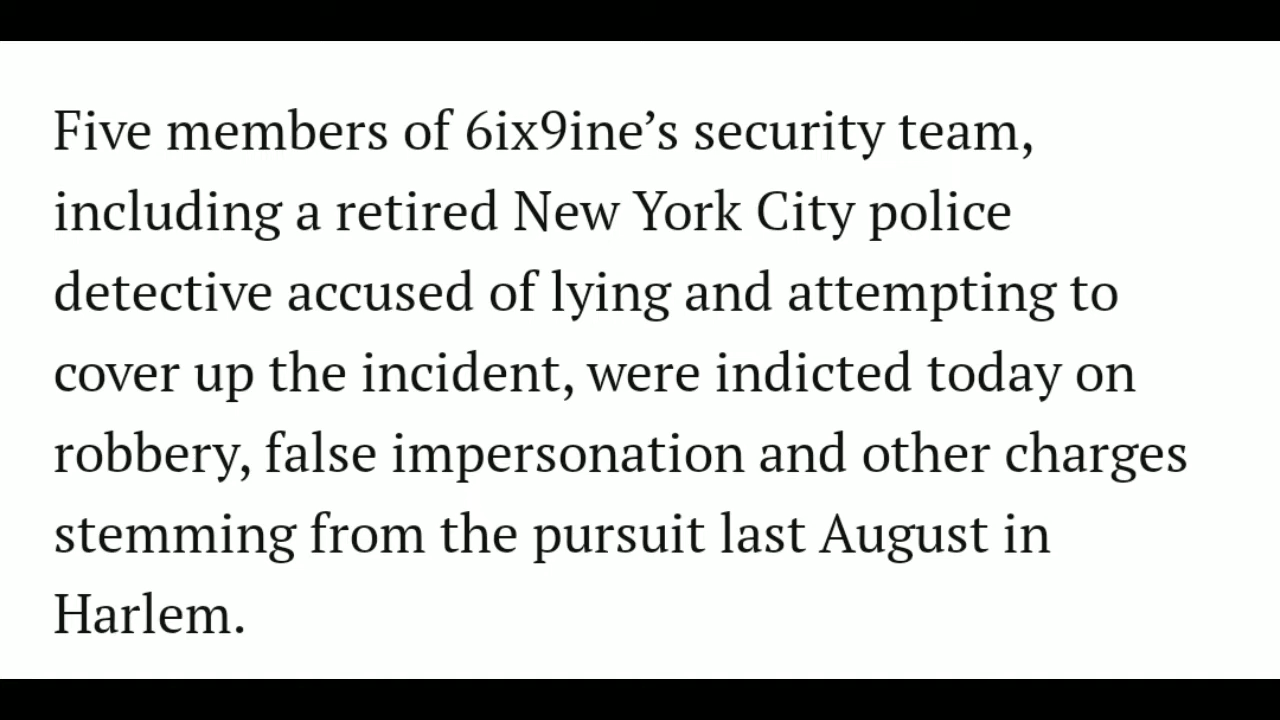 Five members of 6ix9ine’s security team,
including a retired New York City police
detective accused of lying and attempting to
cover up the incident, were indicted today on
robbery, false impersonation and other charges
stemming from the pursuit last August in
Harlem.